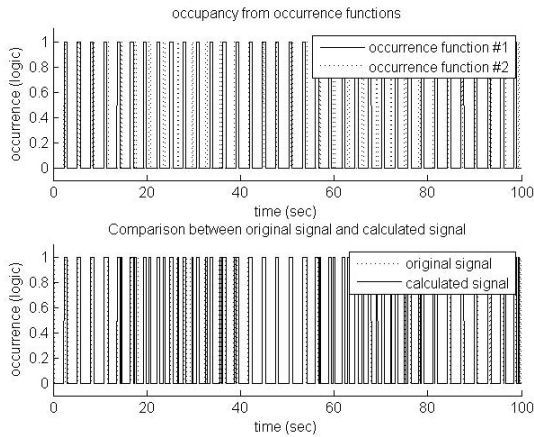 occupancy from occurrence functions
occurrence function #1
occurrence function #2
occurrence (logic)
1
0.8
0.6
0.4
0.2
0
0 20 40 60 80 100
time (sec)
Comparison between original signal and calculated signal
original signal
calculated signal
occurrence (logic)
1
0.8
0.6
0.4
0.2
0
0 20 40 60 80 100
time (sec)